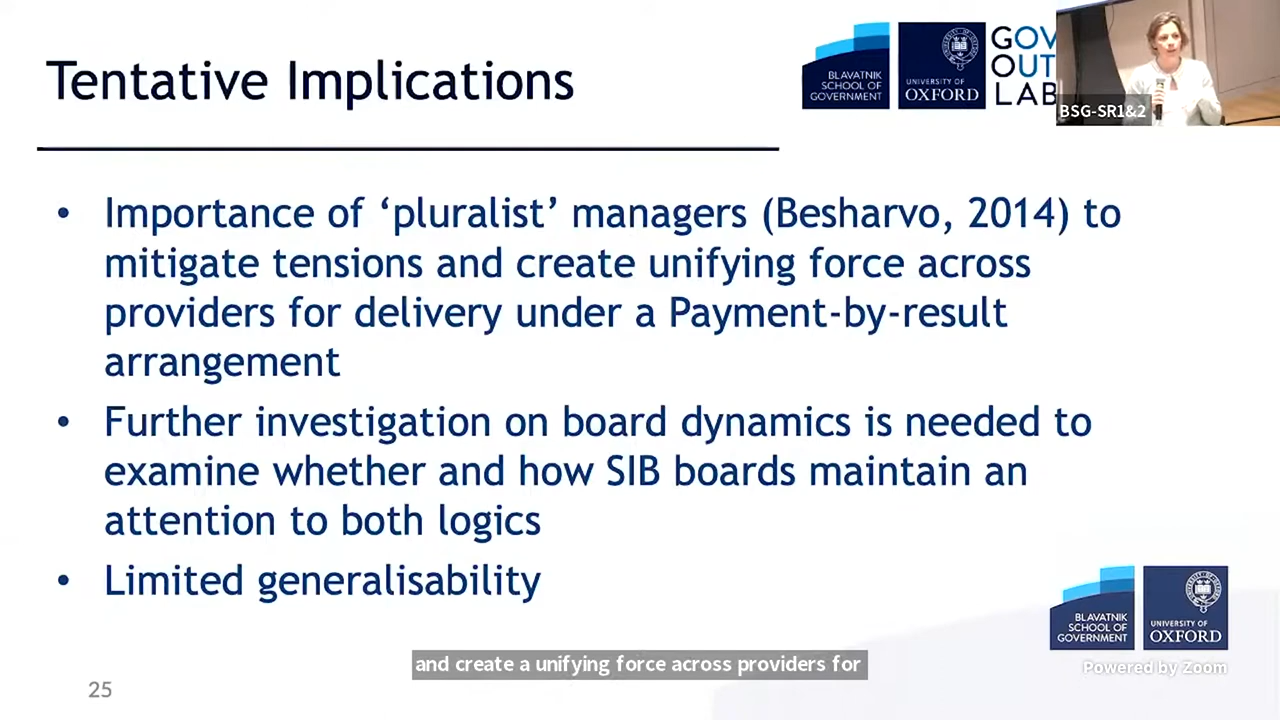 Tentative Implications
BLAVATNIK
SCHOOL OF
GOVERNMENT
UNIVERSITY OF
OXFORD
GOV
OUT
LAB
BSG-SR1&2
• Importance of ‘pluralist’ managers (Besharvo, 2014) to
mitigate tensions and create unifying force across
providers for delivery under a Payment-by-result
arrangement
• Further investigation on board dynamics is needed to
examine whether and how SIB boards maintain an
attention to both logics
• Limited generalisability
BLAVATNIK
SCHOOL OF
GOVERNMENT
UNIVERSITY OF
OXFORD
and create a unifying force across providers for
Powered by Zoom
25